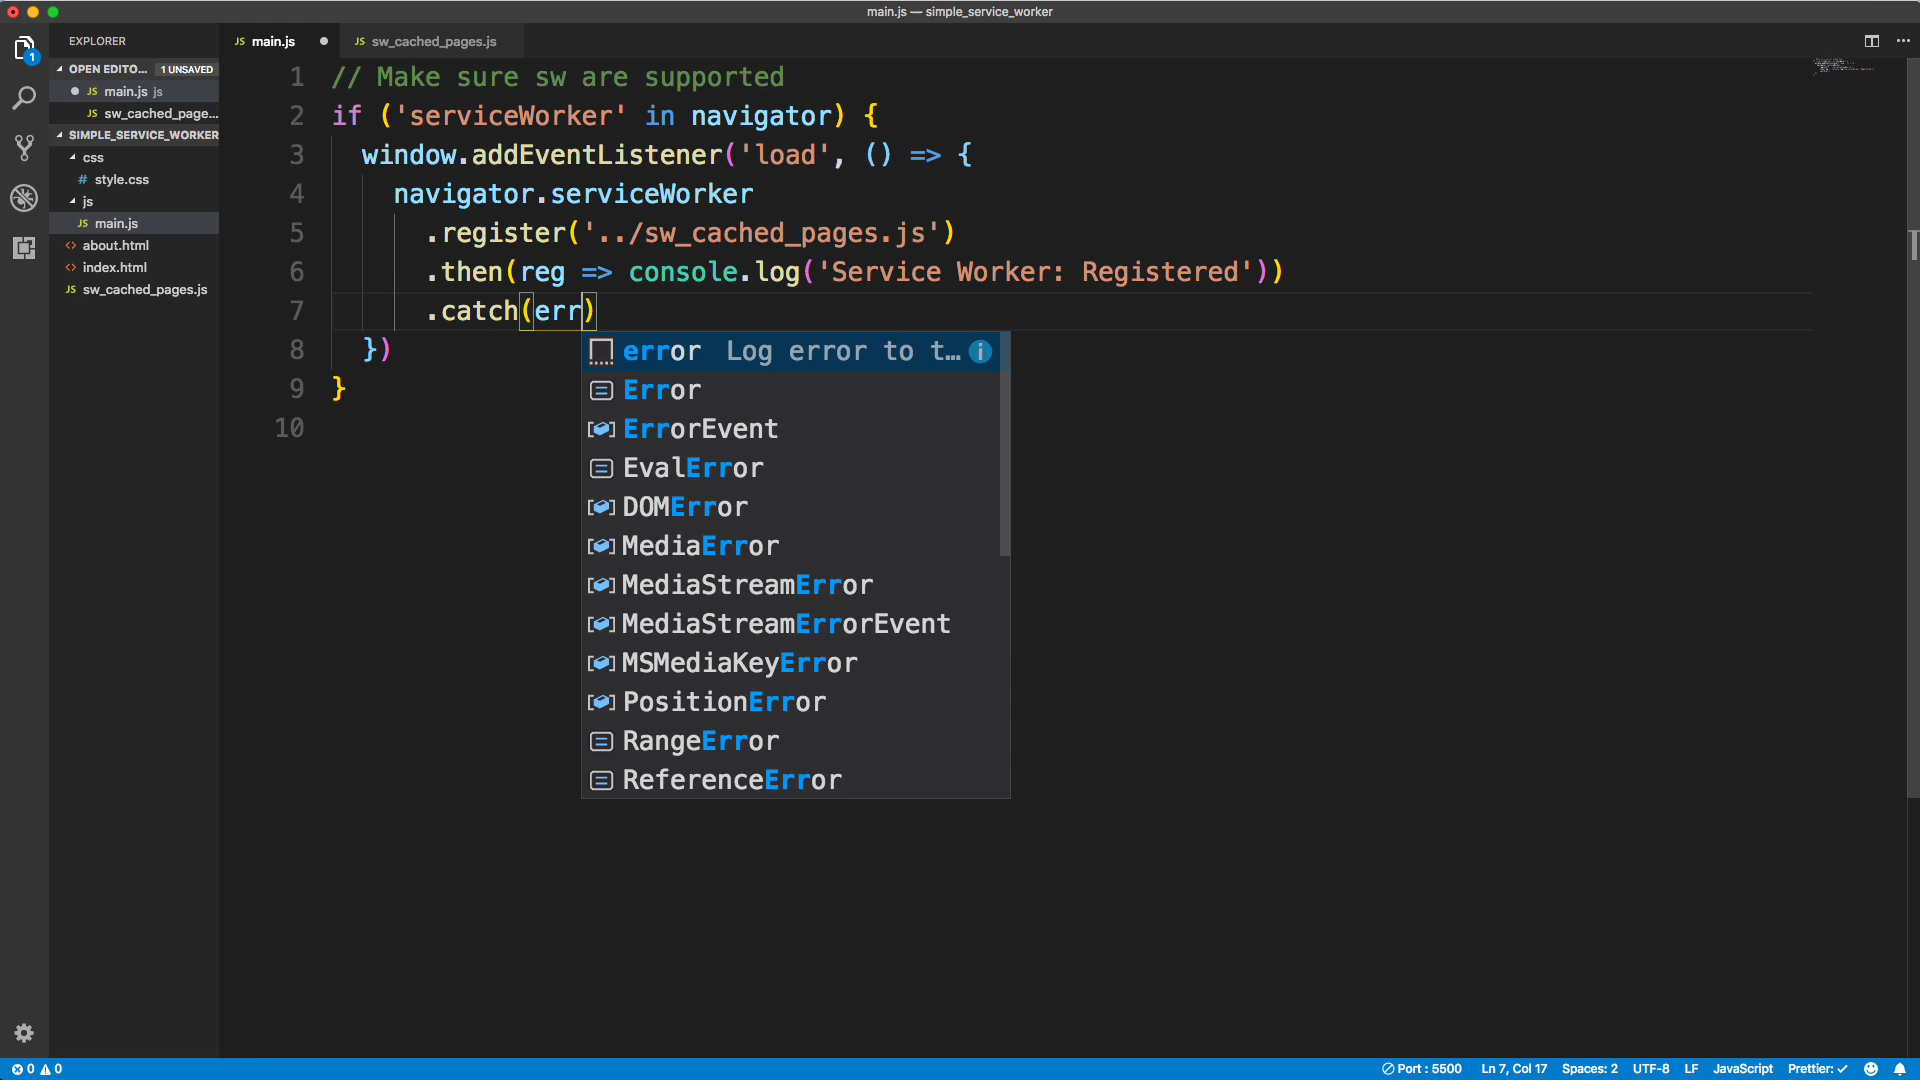 main.js — simple_service_worker
EXPLORER
OPEN EDITO... 1 UNSAVED
JS main.js js
JS sw_cached_page...
SIMPLE_SERVICE_WORKER
css
# style.css
js
JS main.js
<> about.html
<> index.html
JS sw_cached_pages.js
1
JS main.js
JS sw_cached_pages.js
1 // Make sure sw are supported
2 if ('serviceWorker' in navigator) {
3 window.addEventListener('load', () => {
4 navigator.serviceWorker
5 .register('../sw_cached_pages.js')
6 .then(reg => console.log('Service Worker: Registered'))
7 .catch(err)
8 })
9 }
10
error Log error to t...
Error
ErrorEvent
EvalError
DOMError
MediaError
MediaStreamError
MediaStreamErrorEvent
MSMediaKeyError
PositionError
RangeError
ReferenceError
0 0
Port : 5500 Ln 7, Col 17 Spaces: 2 UTF-8 LF JavaScript Prettier: ✓